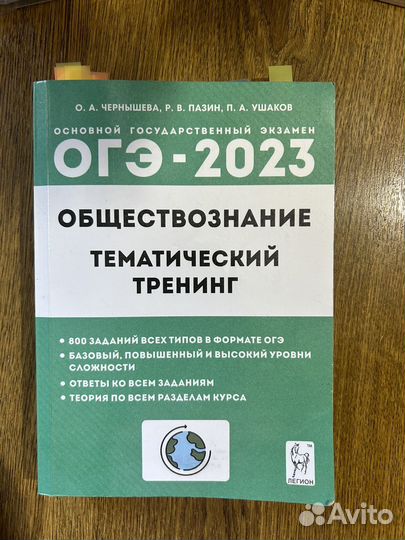 О. А. ЧЕРНЫШЕВА, Р. В. ПАЗИН, П. А. УШАКОВ
ОСНОВНОЙ ГОСУДАРСТВЕННЫЙ ЭКЗАМЕН
ОГЭ-2023
ОБЩЕСТВОЗНАНИЕ
ТЕМАТИЧЕСКИЙ
ТРЕНИНГ
• 800 ЗАДАНИЙ ВСЕХ ТИПОВ В ФОРМАТЕ ОГЭ
• БАЗОВЫЙ, ПОВЫШЕННЫЙ И ВЫСОКИЙ УРОВНИ
СЛОЖНОСТИ
• ОТВЕТЫ КО ВСЕМ ЗАДАНИЯМ
• ТЕОРИЯ ПО ВСЕМ РАЗДЕЛАМ КУРСА
TM
ЛЕГИОН
Avito